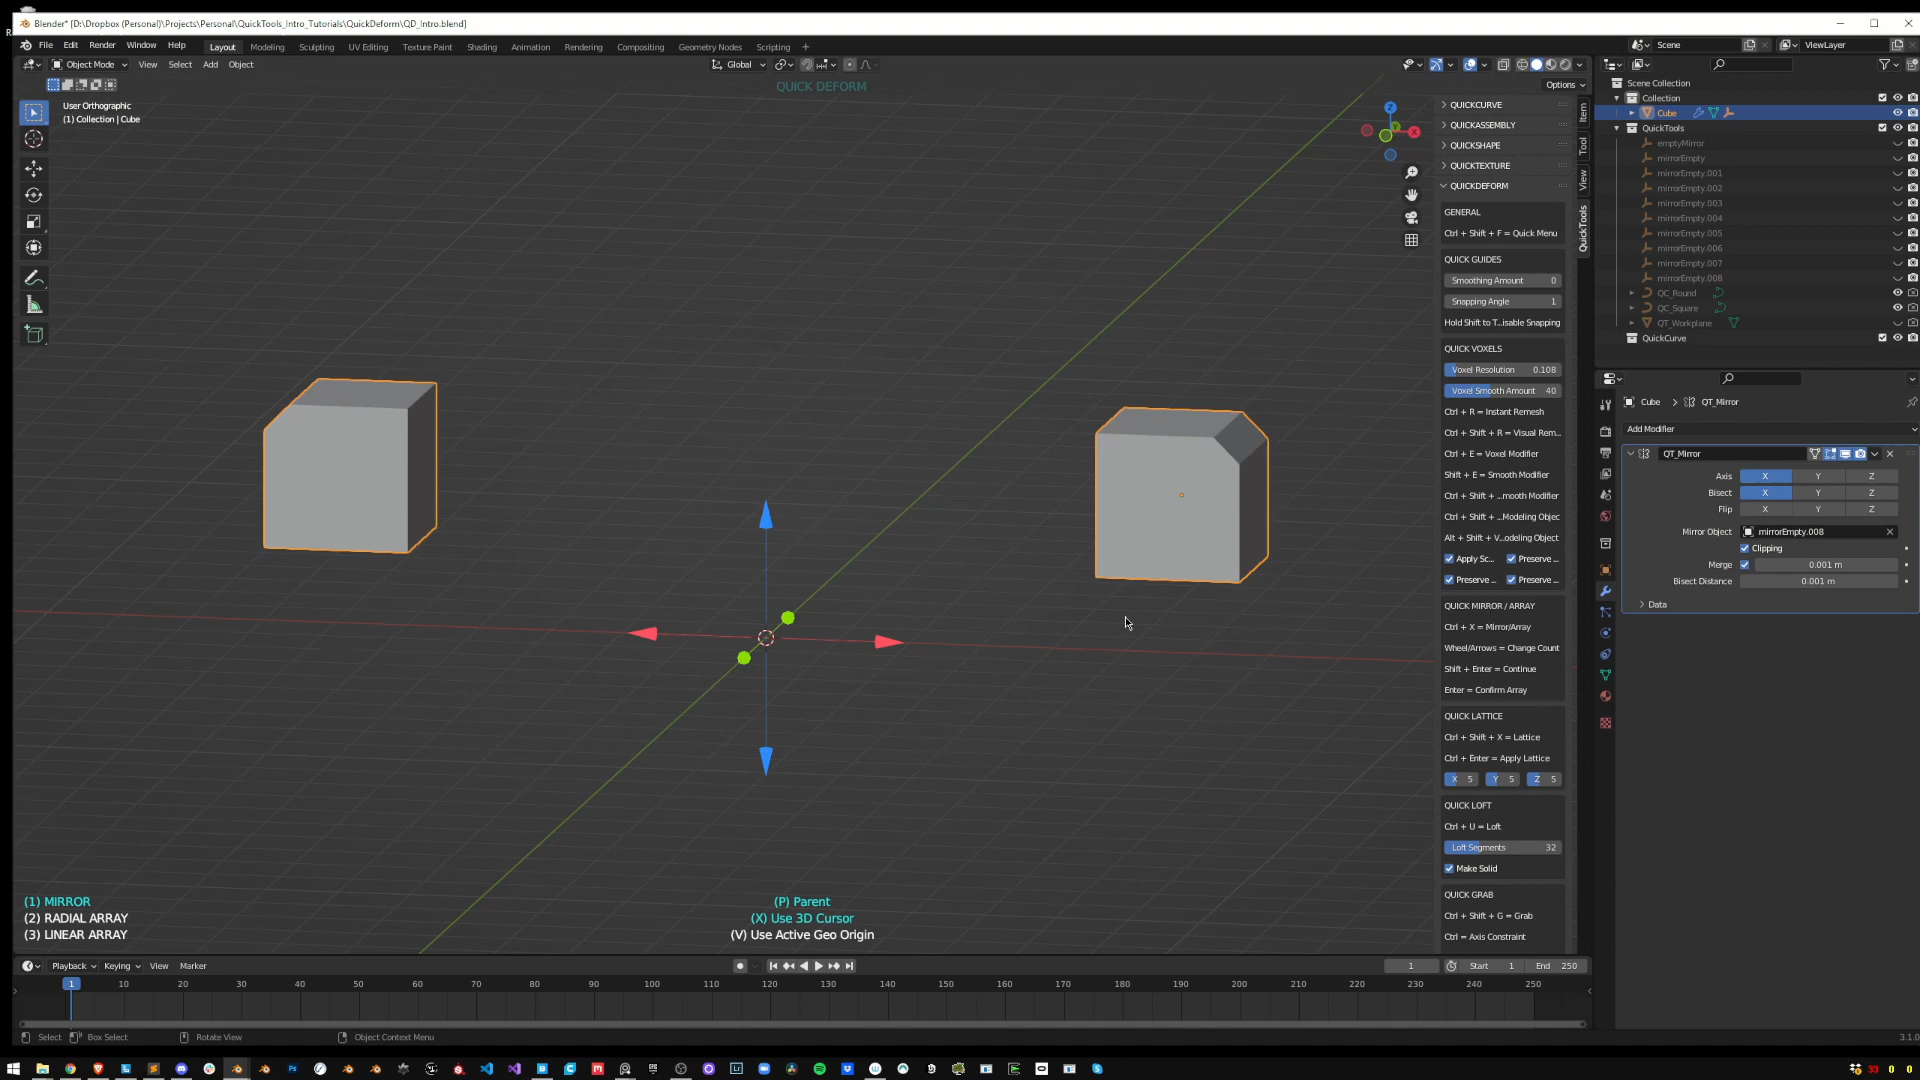 Blender* [D:\Dropbox (Personal)\Projects\Personal\QuickTools_Intro_Tutorials\QuickDeform\QD_Intro.blend]
File Edit Render Window Help Layout Modeling Sculpting UV Editing Texture Paint Shading Animation Rendering Compositing Geometry Nodes Scripting + Scene ViewLayer
Object Mode View Select Add Object Global
QUICK DEFORM Options
User Orthographic
(1) Collection | Cube
Z
X
QUICKCURVE
QUICKASSEMBLY
QUICKSHAPE
QUICKTEXTURE
QUICKDEFORM
GENERAL
Ctrl + Shift + F = Quick Menu
QUICK GUIDES
Smoothing Amount 0
Snapping Angle 1
Hold Shift to T...isable Snapping
QUICK VOXELS
Voxel Resolution 0.108
Voxel Smooth Amount 40
Ctrl + R = Instant Remesh
Ctrl + Shift + R = Visual Rem...
Ctrl + E = Voxel Modifier
Shift + E = Smooth Modifier
Ctrl + Shift + ...mooth Modifier
Ctrl + Shift + ...Modeling Objec
Alt + Shift + V...odeling Object
Apply Sc... Preserve ...
Preserve ... Preserve ...
QUICK MIRROR / ARRAY
Ctrl + X = Mirror/Array
Wheel/Arrows = Change Count
Shift + Enter = Continue
Enter = Confirm Array
QUICK LATTICE
Ctrl + Shift + X = Lattice
Ctrl + Enter = Apply Lattice
X 5 Y 5 Z 5
QUICK LOFT
Ctrl + U = Loft
Loft Segments 32
Make Solid
QUICK GRAB
Ctrl + Shift + G = Grab
Ctrl = Axis Constraint
Item
Tool
View
QuickTools
Scene Collection
Collection
Cube
QuickTools
emptyMirror
mirrorEmpty
mirrorEmpty.001
mirrorEmpty.002
mirrorEmpty.003
mirrorEmpty.004
mirrorEmpty.005
mirrorEmpty.006
mirrorEmpty.007
mirrorEmpty.008
QC_Round
QC_Square
QT_Workplane
QuickCurve
Cube > QT_Mirror
Add Modifier
QT_Mirror
Axis X Y Z
Bisect X Y Z
Flip X Y Z
Mirror Object mirrorEmpty.008
Clipping
Merge 0.001 m
Bisect Distance 0.001 m
Data
(1) MIRROR
(2) RADIAL ARRAY
(3) LINEAR ARRAY
(P) Parent
(X) Use 3D Cursor
(V) Use Active Geo Origin
Playback Keying View Marker 1 Start 1 End 250
1 10 20 30 40 50 60 70 80 90 100 110 120 130 140 150 160 170 180 190 200 210 220 230 240 250
Select Box Select Rotate View Object Context Menu 3.1.0
33 0 0